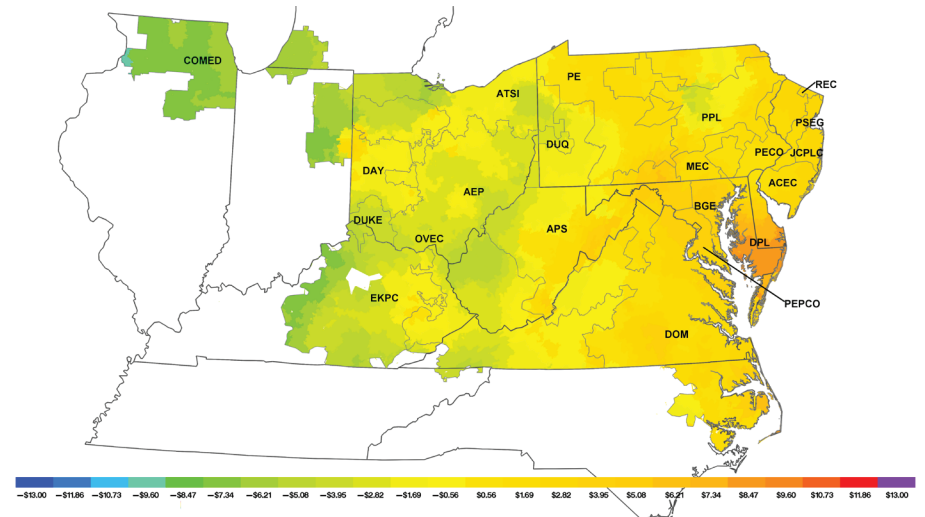 COMED
PE
ATSI
REC
PPL
PSEG
DUQ
PECO JCPLC
MEC
DAY
ACEC
AEP
BGE
DUKE
APS
OVEC
DPL
EKPC
PEPCO
DOM
–$13.00 –$11.86 –$10.73 –$9.60 –$8.47 –$7.34 –$6.21 –$5.08 –$3.95 –$2.82 –$1.69 –$0.56 $0.56 $1.69 $2.82 $3.95 $5.08 $6.21 $7.34 $8.47 $9.60 $10.73 $11.86 $13.00